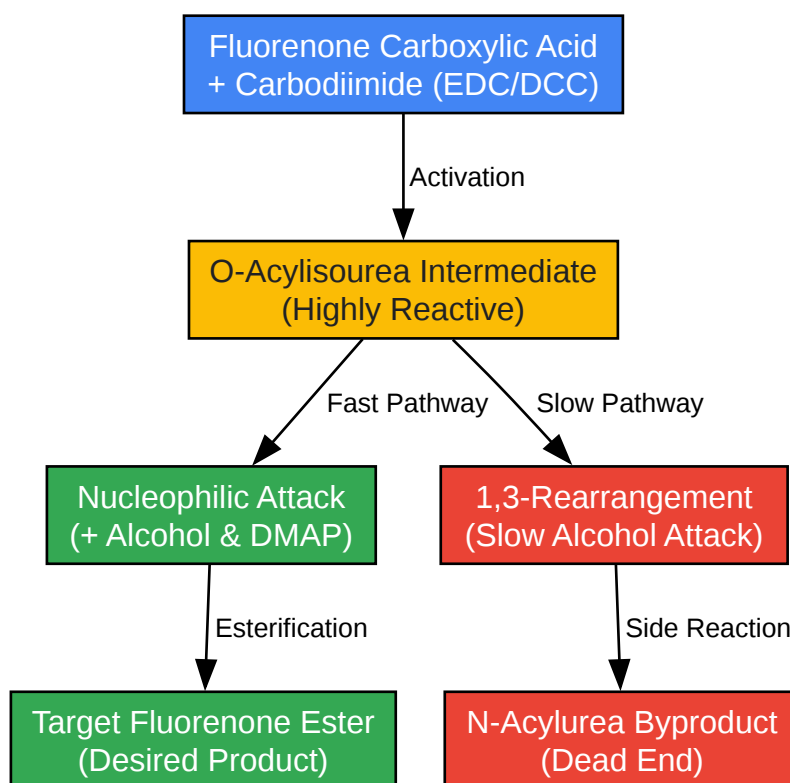 Fluorenone Carboxylic Acid
+ Carbodiimide (EDC/DCC)
Activation
O-Acylisourea Intermediate
(Highly Reactive)
Fast Pathway
Slow Pathway
Nucleophilic Attack
(+ Alcohol & DMAP)
1,3-Rearrangement
(Slow Alcohol Attack)
Esterification
Side Reaction
Target Fluorenone Ester
(Desired Product)
N-Acylurea Byproduct
(Dead End)